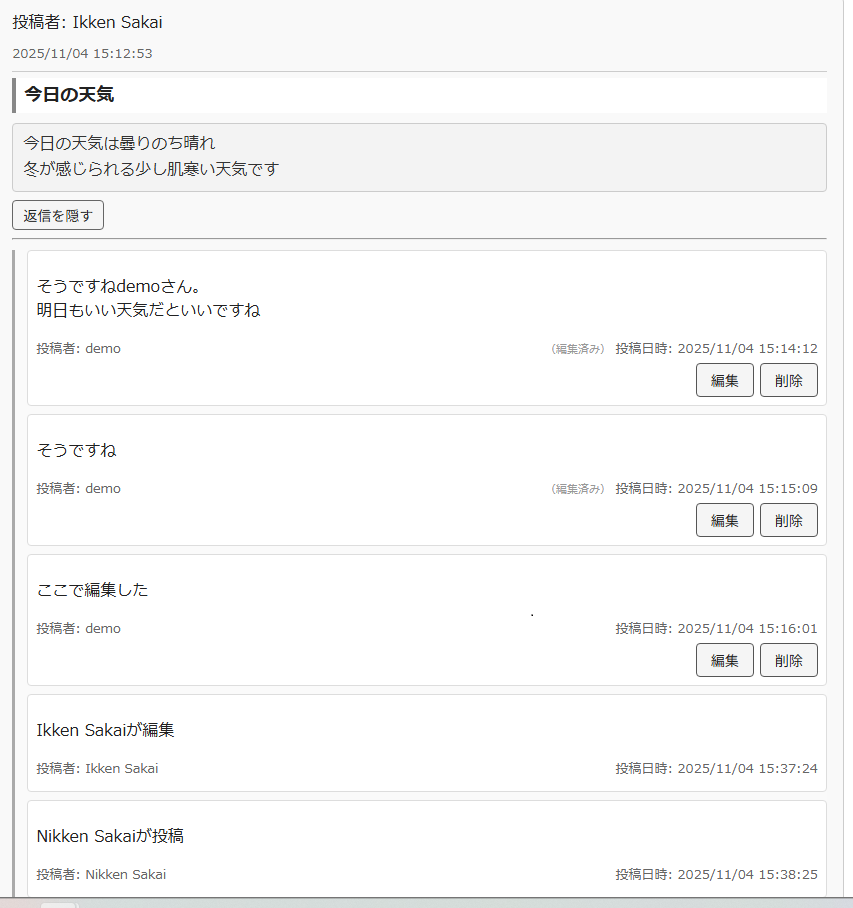 投稿者: Ikken Sakai
2025/11/04 15:12:53
今日の天気
今日の天気は曇りのち晴れ
冬が感じられる少し肌寒い天気です
返信を隠す
そうですねdemoさん。
明日もいい天気だといいですね
投稿者: demo (編集済み) 投稿日時: 2025/11/04 15:14:12
編集 削除
そうですね
投稿者: demo (編集済み) 投稿日時: 2025/11/04 15:15:09
編集 削除
ここで編集した
投稿者: demo 投稿日時: 2025/11/04 15:16:01
編集 削除
Ikken Sakaiが編集
投稿者: Ikken Sakai 投稿日時: 2025/11/04 15:37:24
Nikken Sakaiが投稿
投稿者: Nikken Sakai 投稿日時: 2025/11/04 15:38:25